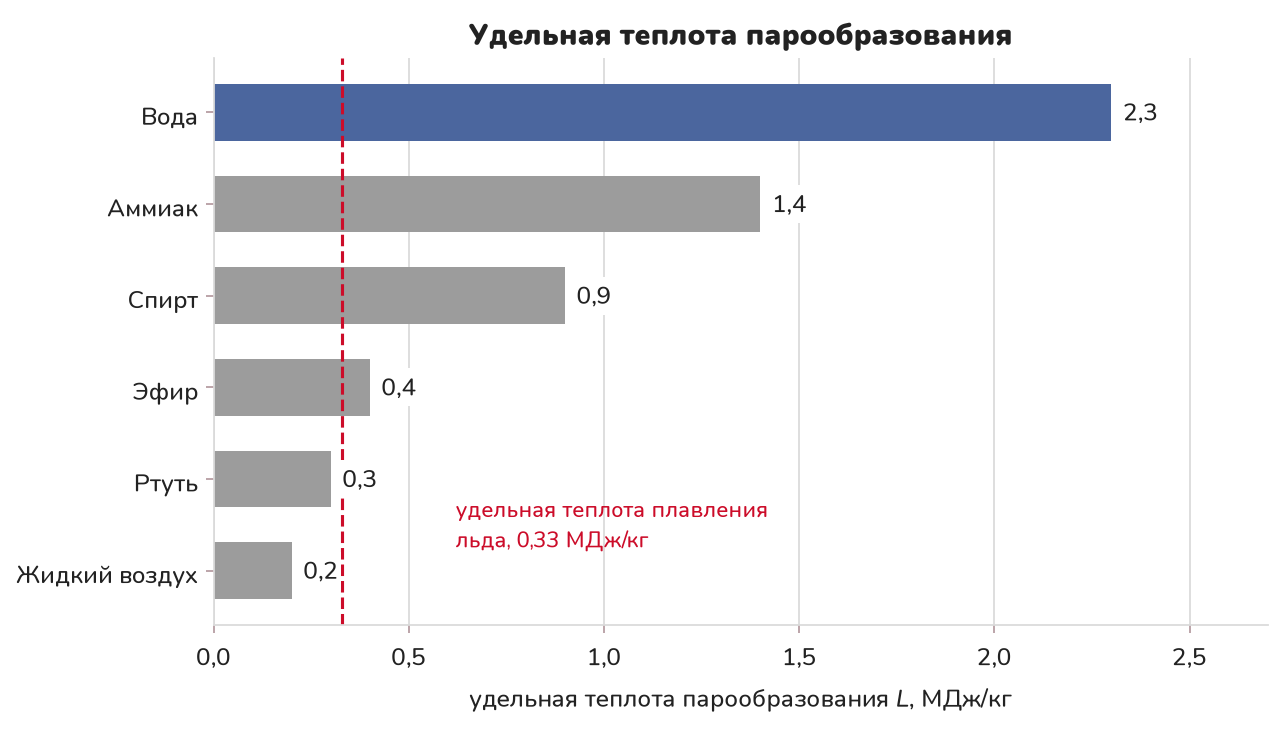 Удельная теплота парообразования
Вода
2,3
Аммиак
1,4
Спирт
0,9
Эфир
0,4
Ртуть
0,3
удельная теплота плавления
льда, 0,33 МДж/кг
Жидкий воздух
0,2
0,0 0,5 1,0 1,5 2,0 2,5
удельная теплота парообразования L, МДж/кг